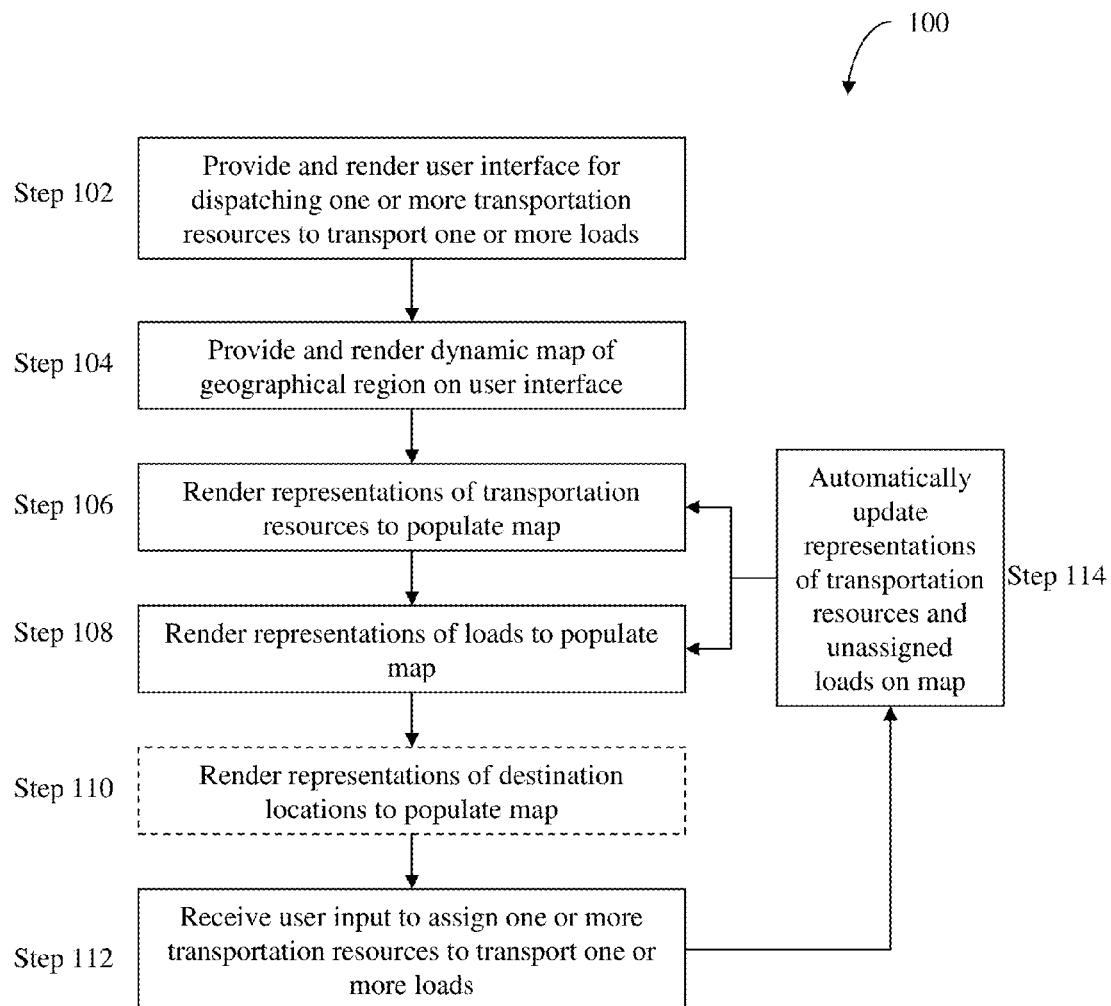 100
Step 102
Provide and render user interface for
dispatching one or more transportation
resources to transport one or more loads
Step 104
Provide and render dynamic map of
geographical region on user interface
Step 106
Render representations of transportation
resources to populate map
Step 108
Render representations of loads to populate
map
Step 110
Render representations of destination
locations to populate map
Step 112
Receive user input to assign one or more
transportation resources to transport one or
more loads
Automatically
update
representations
of transportation
resources and
unassigned
loads on map
Step 114